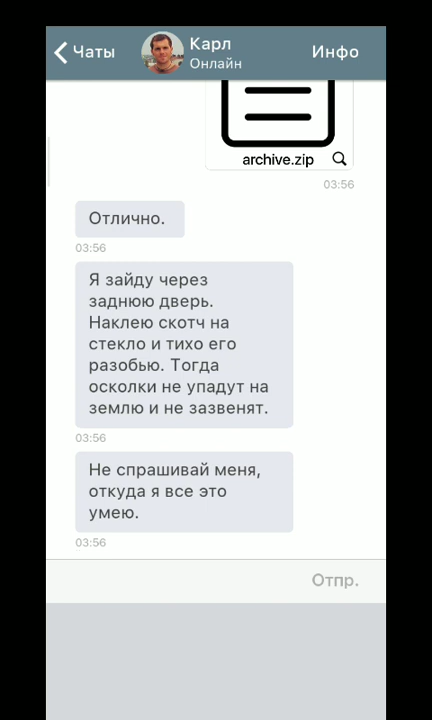 Чаты
Карл
Онлайн
Инфо
archive.zip
03:56
Отлично.
03:56
Я зайду через
заднюю дверь.
Наклею скотч на
стекло и тихо его
разобью. Тогда
осколки не упадут на
землю и не зазвенят.
03:56
Не спрашивай меня,
откуда я все это
умею.
03:56
Отпр.